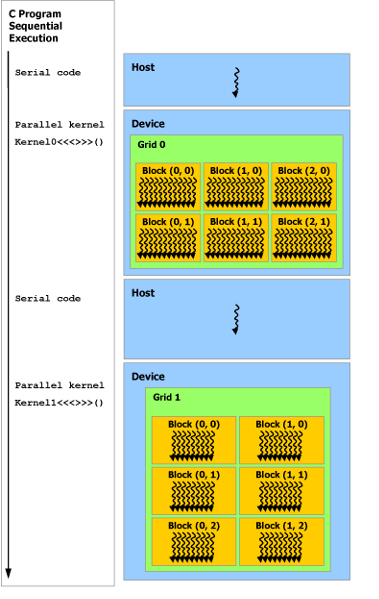 C Program
Sequential
Execution
Serial code
Host
Parallel kernel
Kernel0<<<>>>()
Device
Grid 0
Block (0, 0) Block (1, 0) Block (2, 0)
Block (0, 1) Block (1, 1) Block (2, 1)
Serial code
Host
Parallel kernel
Kernel1<<<>>>()
Device
Grid 1
Block (0, 0) Block (1, 0)
Block (0, 1) Block (1, 1)
Block (0, 2) Block (1, 2)